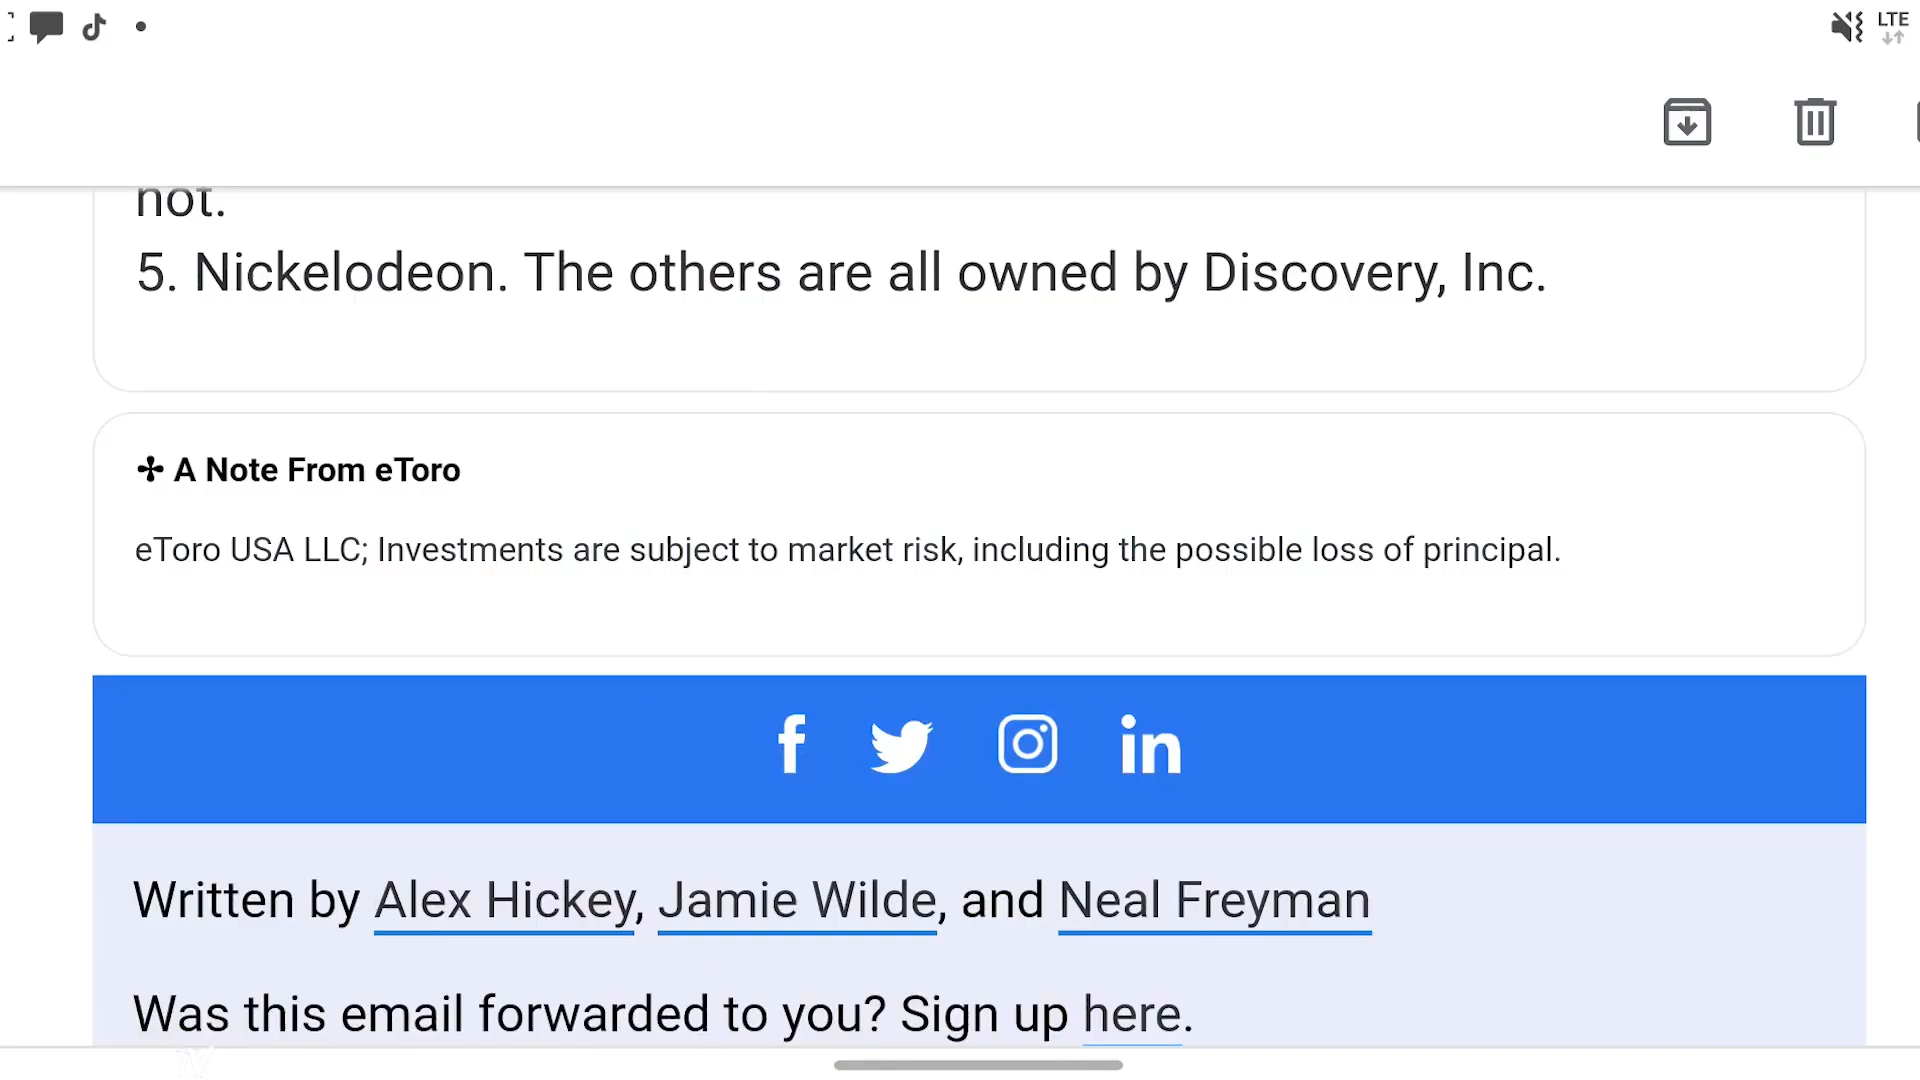 LTE
not.
5. Nickelodeon. The others are all owned by Discovery, Inc.
✢ A Note From eToro
eToro USA LLC; Investments are subject to market risk, including the possible loss of principal.
Written by Alex Hickey, Jamie Wilde, and Neal Freyman
Was this email forwarded to you? Sign up here.